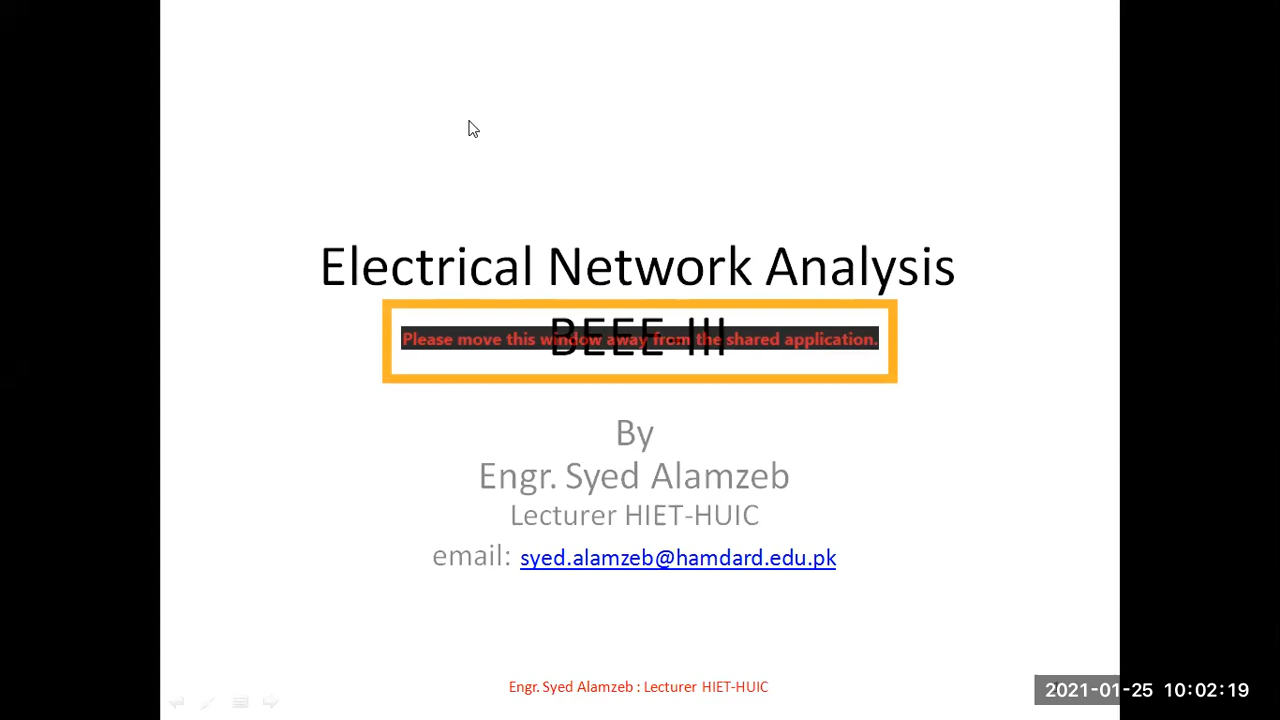 Electrical Network Analysis
BEEE-III
Please move this window away from the shared application.
By
Engr. Syed Alamzeb
Lecturer HIET-HUIC
email: syed.alamzeb@hamdard.edu.pk
Engr. Syed Alamzeb : Lecturer HIET-HUIC
2021-01-25 10:02:19